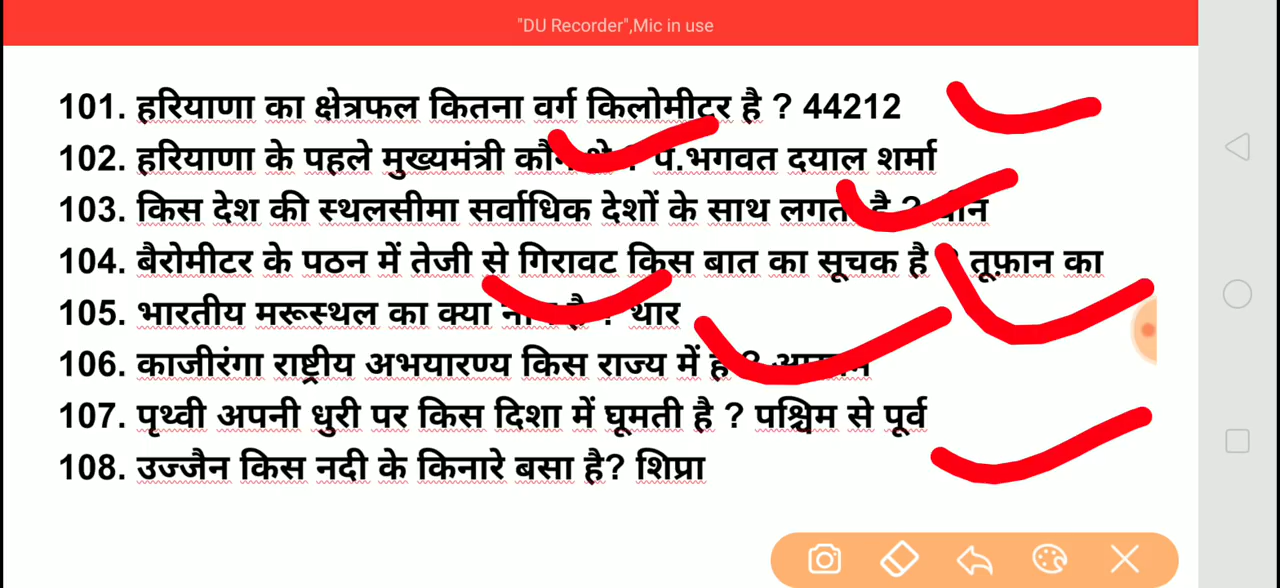 "DU Recorder",Mic in use
101. हरियाणा का क्षेत्रफल कितना वर्ग किलोमीटर है ? 44212
102. हरियाणा के पहले मुख्यमंत्री कौन थे ? पं.भगवत दयाल शर्मा
103. किस देश की स्थलसीमा सर्वाधिक देशों के साथ लगती है ? चीन
104. बैरोमीटर के पठन में तेजी से गिरावट किस बात का सूचक है ? तूफ़ान का
105. भारतीय मरूस्थल का क्या नाम है ? थार
106. काजीरंगा राष्ट्रीय अभयारण्य किस राज्य में है ? आसाम
107. पृथ्वी अपनी धुरी पर किस दिशा में घूमती है ? पश्चिम से पूर्व
108. उज्जैन किस नदी के किनारे बसा है? शिप्रा